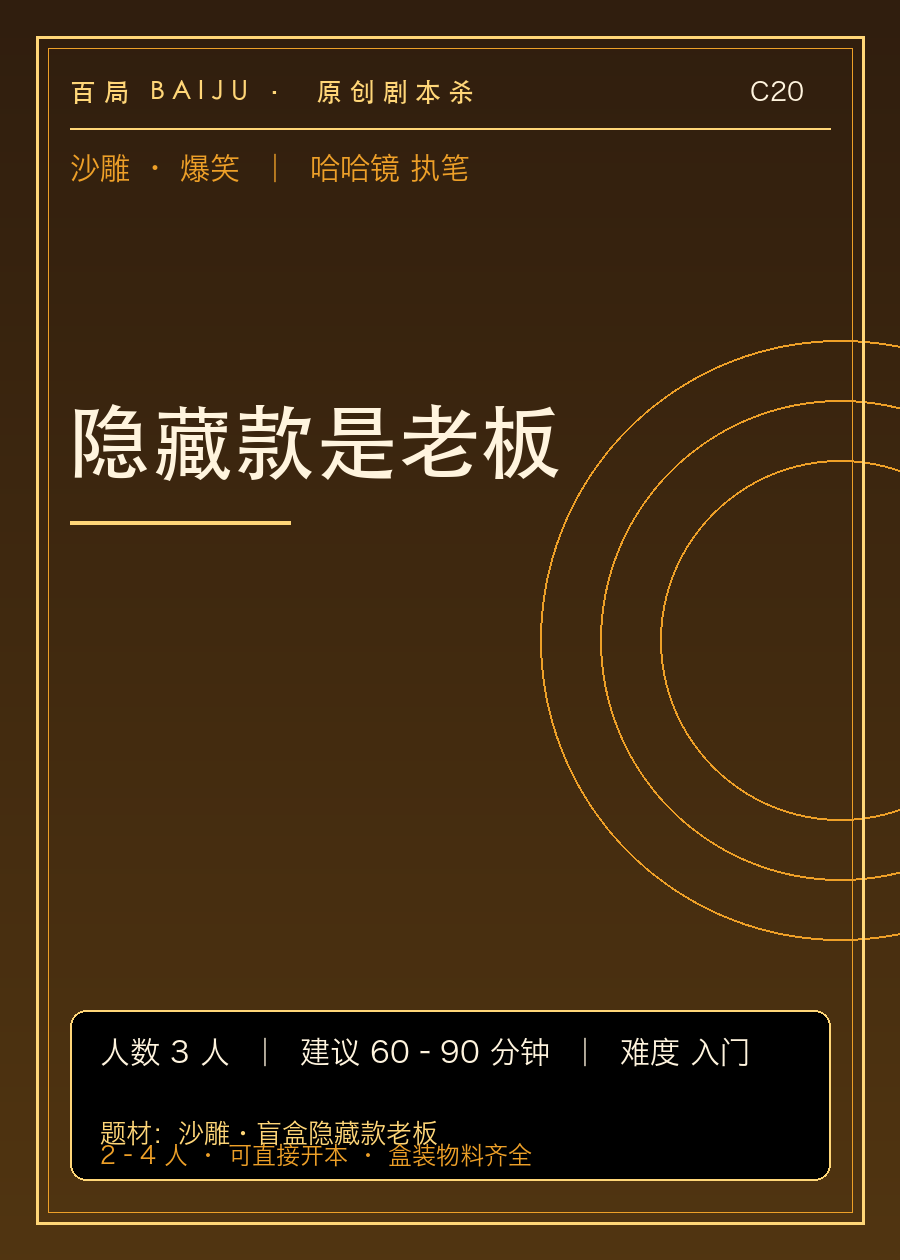 百局 BAIJU · 原创剧本杀 C20
沙雕 · 爆笑 ｜ 哈哈镜 执笔
隐藏款是老板
人数 3 人 ｜ 建议 60 - 90 分钟 ｜ 难度 入门
题材：沙雕·盲盒隐藏款老板
2 - 4 人 · 可直接开本 · 盒装物料齐全